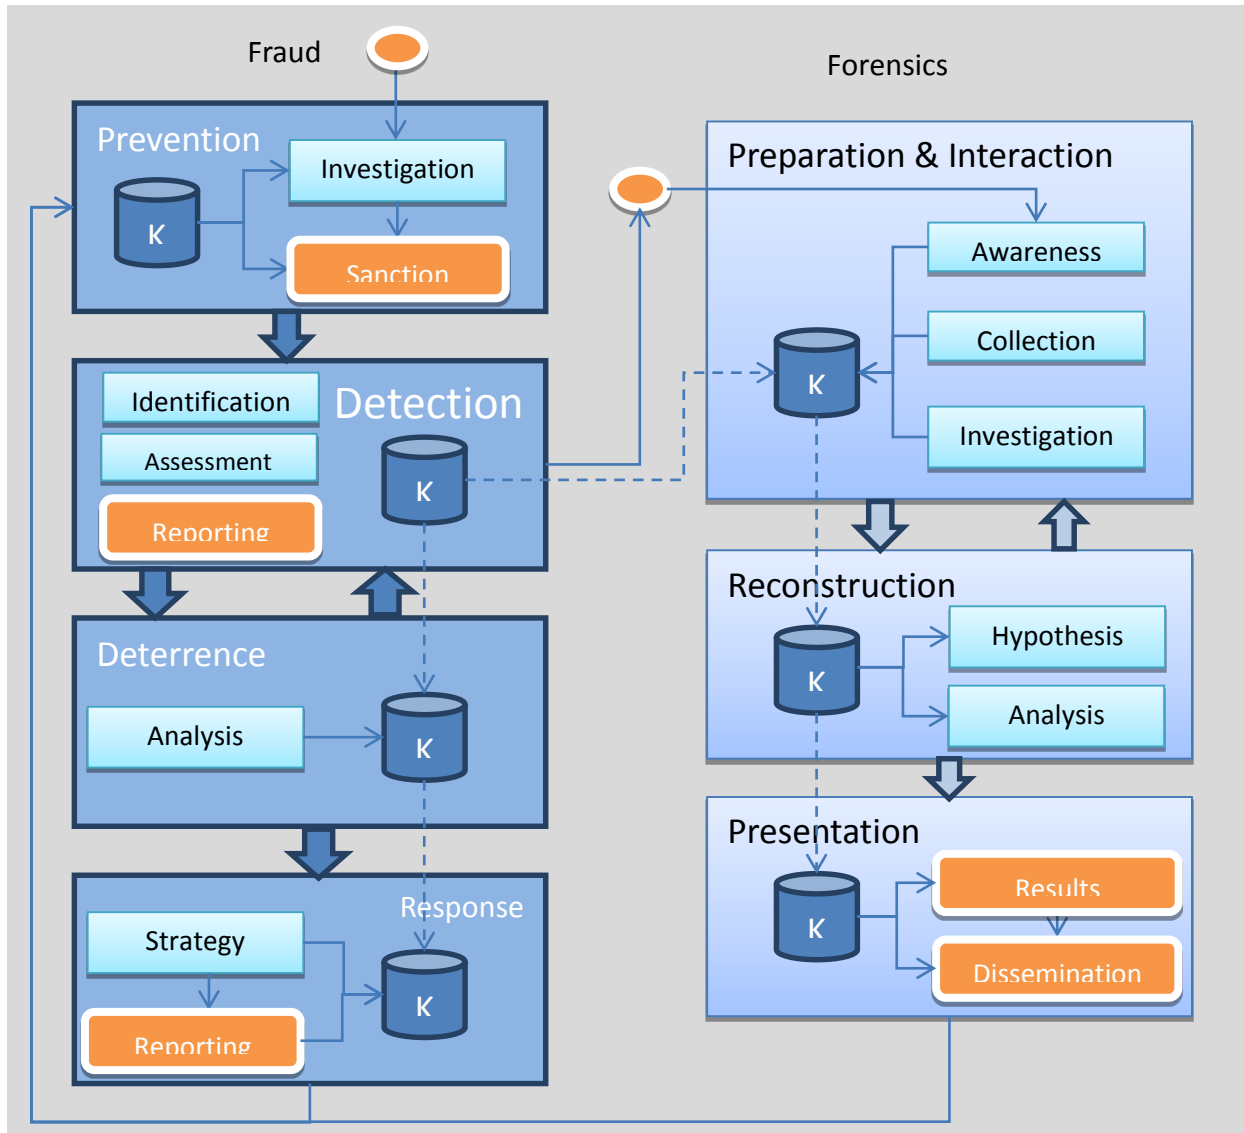 Fraud
Prevention
Investigation
K
Sanction
Identification
Detection
Assessment
K
Reporting
Deterrence
Analysis
K
Response
Strategy
K
Reporting
Forensics
Preparation & Interaction
Awareness
Collection
K
Investigation
Reconstruction
Hypothesis
K
Analysis
Presentation
Results
K
Dissemination